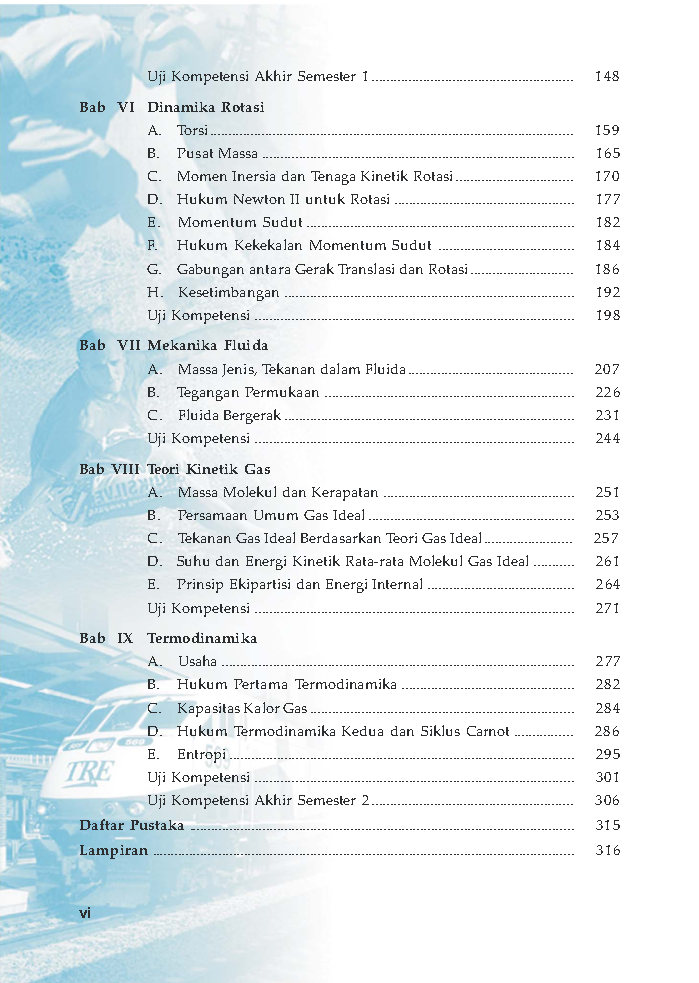 Uji Kompetensi Akhir Semester 1 ........ 148
Bab VI Dinamika Rotasi
A. Torsi ........ 159
B. Pusat Massa ........ 165
C. Momen Inersia dan Tenaga Kinetik Rotasi ........ 170
D. Hukum Newton II untuk Rotasi ........ 177
E. Momentum Sudut ........ 182
F. Hukum Kekekalan Momentum Sudut ........ 184
G. Gabungan antara Gerak Translasi dan Rotasi ........ 186
H. Kesetimbangan ........ 192
Uji Kompetensi ........ 198
Bab VII Mekanika Fluida
A. Massa Jenis, Tekanan dalam Fluida ........ 207
B. Tegangan Permukaan ........ 226
C. Fluida Bergerak ........ 231
Uji Kompetensi ........ 244
Bab VIII Teori Kinetik Gas
A. Massa Molekul dan Kerapatan ........ 251
B. Persamaan Umum Gas Ideal ........ 253
C. Tekanan Gas Ideal Berdasarkan Teori Gas Ideal ........ 257
D. Suhu dan Energi Kinetik Rata-rata Molekul Gas Ideal ........ 261
E. Prinsip Ekipartisi dan Energi Internal ........ 264
Uji Kompetensi ........ 271
Bab IX Termodinamika
A. Usaha ........ 277
B. Hukum Pertama Termodinamika ........ 282
C. Kapasitas Kalor Gas ........ 284
D. Hukum Termodinamika Kedua dan Siklus Carnot ........ 286
E. Entropi ........ 295
Uji Kompetensi ........ 301
Uji Kompetensi Akhir Semester 2 ........ 306
Daftar Pustaka ........ 315
Lampiran ........ 316
TRE
vi